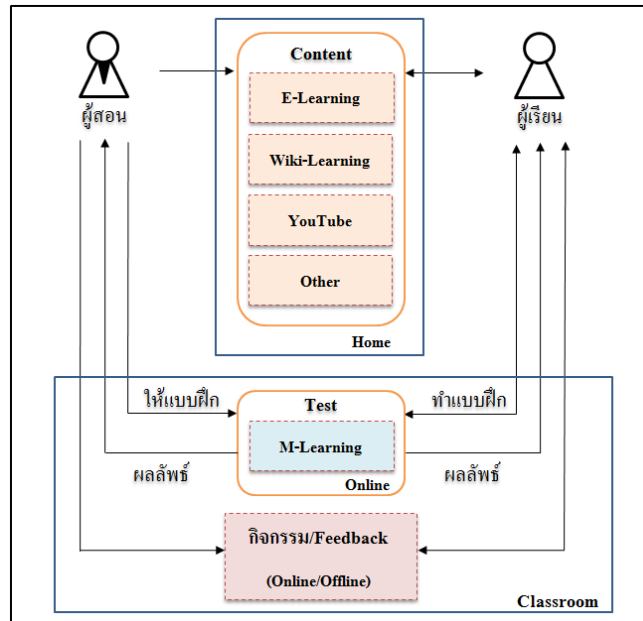 Content
E-Learning
Wiki-Learning
YouTube
Other
Home
ผู้สอน
ผู้เรียน
ให้แบบฝึก
Test
ทำแบบฝึก
M-Learning
ผลลัพธ์
Online
ผลลัพธ์
กิจกรรม/Feedback
(Online/Offline)
Classroom